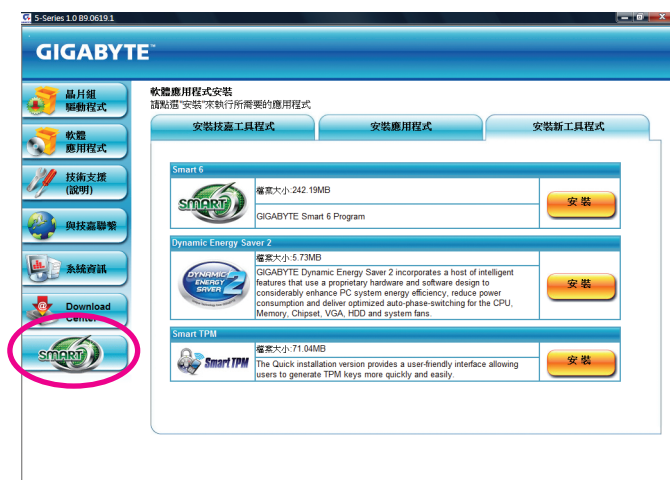 5-Series 1.0 B9.0619.1
GIGABYTE™
晶片組
驅動程式
軟體
應用程式
技術支援
(說明)
與技嘉聯繫
系統資訊
Download
Center
SMART6
軟體應用程式安裝
請點選"安裝"來執行所需要的應用程式
安裝技嘉工具程式
安裝應用程式
安裝新工具程式
Smart 6
SMART6
檔案大小:242.19MB
GIGABYTE Smart 6 Program
安裝
Dynamic Energy Saver 2
DYNAMIC
ENERGY
SAVER 2
檔案大小:5.73MB
GIGABYTE Dynamic Energy Saver 2 incorporates a host of intelligent
features that use a proprietary hardware and software design to
considerably enhance PC system energy efficiency, reduce power
consumption and deliver optimized auto-phase-switching for the CPU,
Memory, Chipset, VGA, HDD and system fans.
安裝
Smart TPM
Smart TPM
檔案大小:71.04MB
The Quick installation version provides a user-friendly interface allowing
users to generate TPM keys more quickly and easily.
安裝